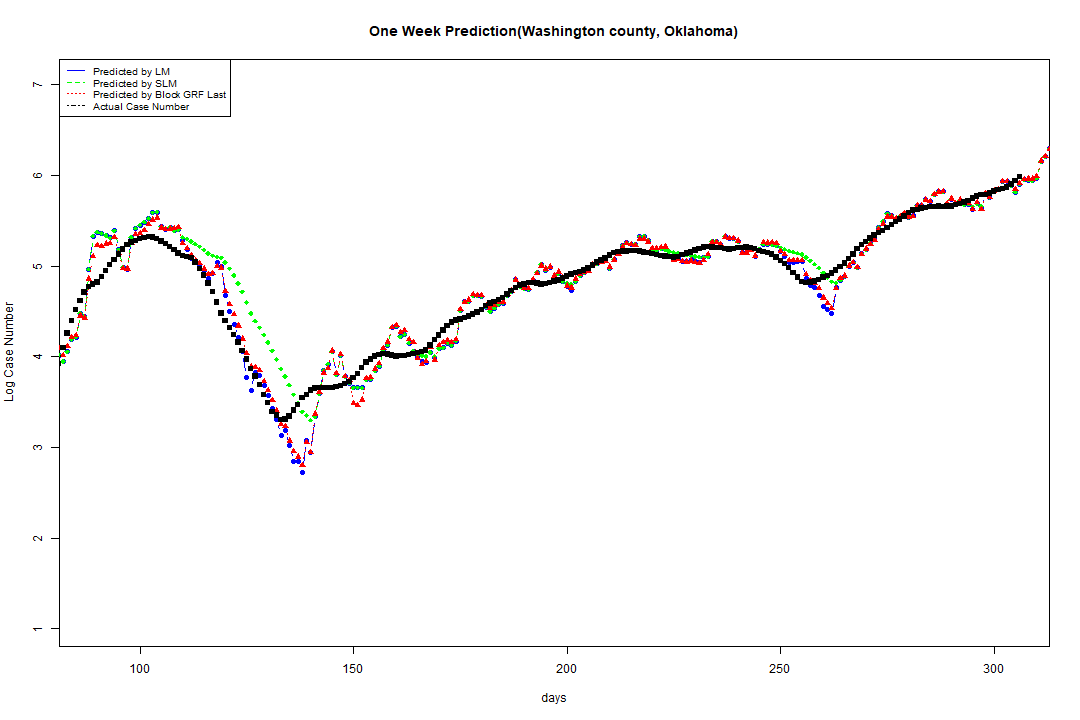 One Week Prediction(Washington county, Oklahoma)
Predicted by LM
Predicted by SLM
Predicted by Block GRF Last
Actual Case Number
7
6
5
4
3
2
1
Log Case Number
100 150 200 250 300
days